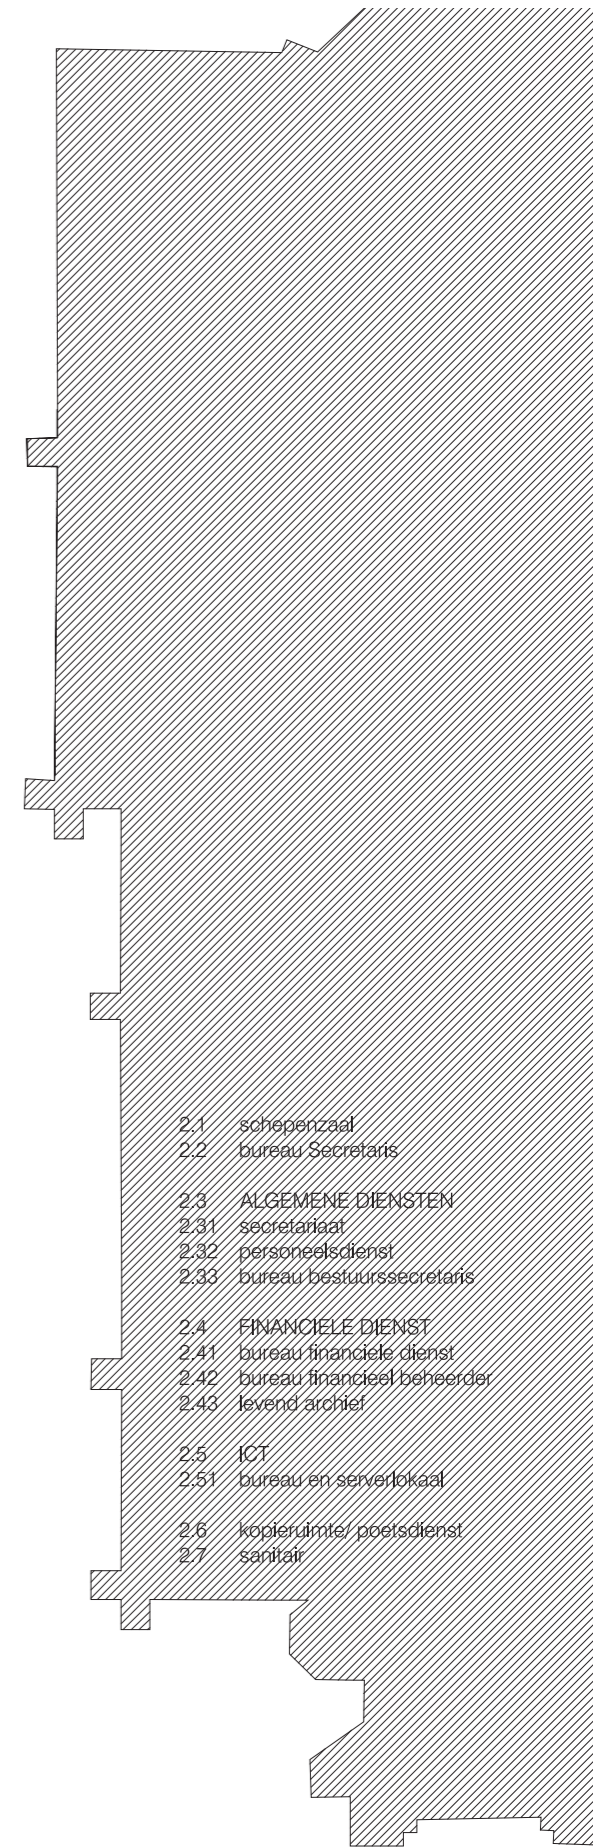 2.1 schepenzaal
2.2 bureau Secretaris
2.3 ALGEMENE DIENSTEN
2.31 secretariaat
2.32 personeelsdienst
2.33 bureau bestuurssecretaris
2.4 FINANCIELE DIENST
2.41 bureau financiele dienst
2.42 bureau financieel beheerder
2.43 levend archief
2.5 ICT
2.51 bureau en serverlokaal
2.6 kopieruimte/ poetsdienst
2.7 sanitair